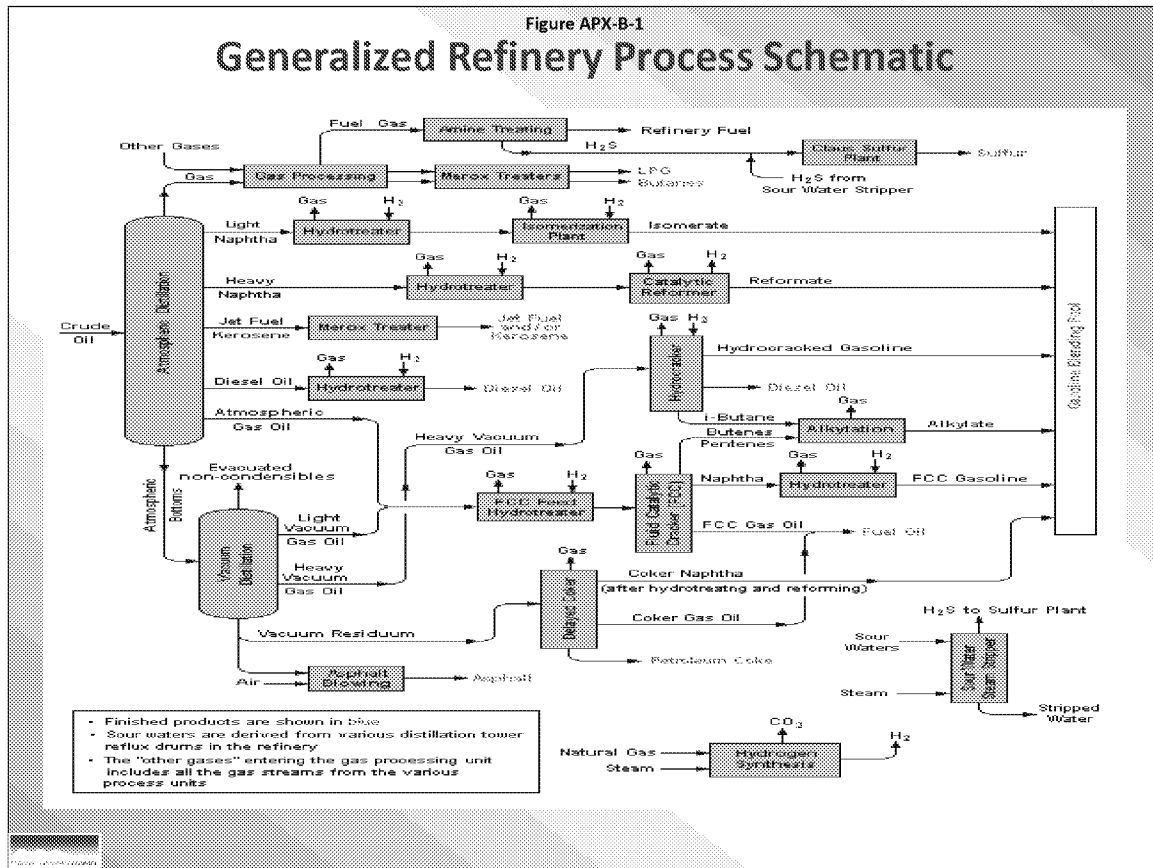 Figure APX-B-1
Generalized Refinery Process Schematic
Fuel Gas
Amine Treating
Refinery Fuel
Other Gases
H₂S
Claus Sulfur
Plant
Sulfur
Gas
Gas Processing
Merox Treaters
LPG
Butanes
H₂S from
Sour Water Stripper
Gas
H₂
Gas
H₂
Light
Naphtha
Hydrotreater
Isomerization
Plant
Isomerate
Gas
H₂
Gas
H₂
Heavy
Naphtha
Hydrotreater
Catalytic
Reformer
Reformate
Crude
Oil
Atmospheric Distillation
Jet Fuel
Kerosene
Merox Treater
Jet Fuel
and/or
Kerosene
Gas
H₂
Hydrocracker
Hydrocracked Gasoline
Gasoline Blending Pool
Gas
H₂
Diesel Oil
Hydrotreater
Diesel Oil
Diesel Oil
Gas
Atmospheric
Gas Oil
i-Butane
Butenes
Pentenes
Alkylation
Alkylate
Heavy Vacuum
Gas Oil
Evacuated
non-condensibles
Atmospheric
Bottoms
Gas
H₂
Gas
Gas
H₂
Naphtha
Hydrotreater
FCC Gasoline
FCC Feed
Hydrotreater
Fluid Catalytic
Cracker (FCC)
Light
Vacuum
Gas Oil
FCC Gas Oil
Fuel Oil
Vacuum
Distillation
Heavy
Vacuum
Gas Oil
Gas
Coker Naphtha
(after hydrotreatng and reforming)
Delayed Coker
Coker Gas Oil
Vacuum Residuum
Petroleum Coke
H₂S to Sulfur Plant
Sour
Waters
Sour Water
Steam Stripper
Steam
Stripped
Water
Air
Asphalt
Blowing
Asphalt
• Finished products are shown in blue
• Sour waters are derived from various distillation tower
reflux drums in the refinery
• The "other gases" entering the gas processing unit
includes all the gas streams from the various
process units
CO₂
H₂
Natural Gas
Steam
Hydrogen
Synthesis